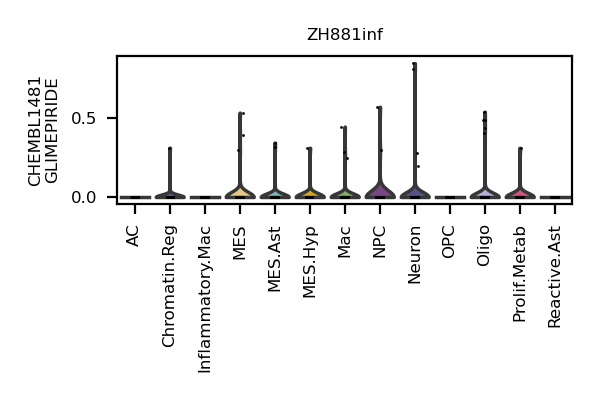 ZH881inf
CHEMBL1481
GLIMEPIRIDE
0.5
0.0
AC
Chromatin.Reg
Inflammatory.Mac
MES
MES.Ast
MES.Hyp
Mac
NPC
Neuron
OPC
Oligo
Prolif.Metab
Reactive.Ast